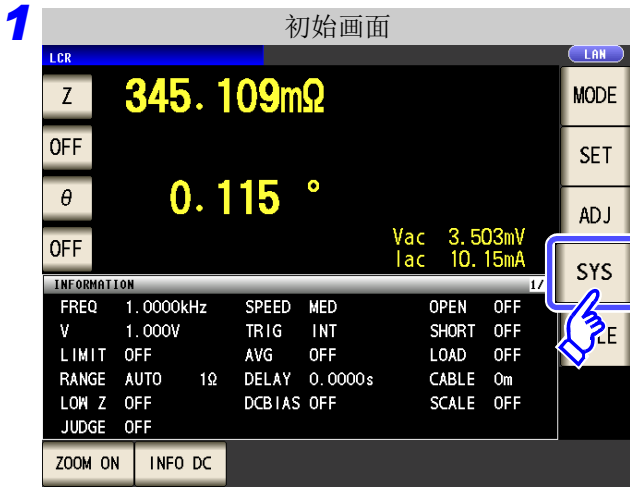 1
初始画面
LCR
LAN
Z
345.109mΩ
MODE
OFF
SET
θ
0.115 °
ADJ
OFF
Vac 3.503mV
Iac 10.15mA
SYS
INFORMATION
1/
FREQ 1.0000kHz SPEED MED OPEN OFF
V 1.000V TRIG INT SHORT OFF
LIMIT OFF AVG OFF LOAD OFF
RANGE AUTO 1Ω DELAY 0.0000s CABLE 0m
LOW Z OFF DCBIAS OFF SCALE OFF
JUDGE OFF
ZOOM ON INFO DC